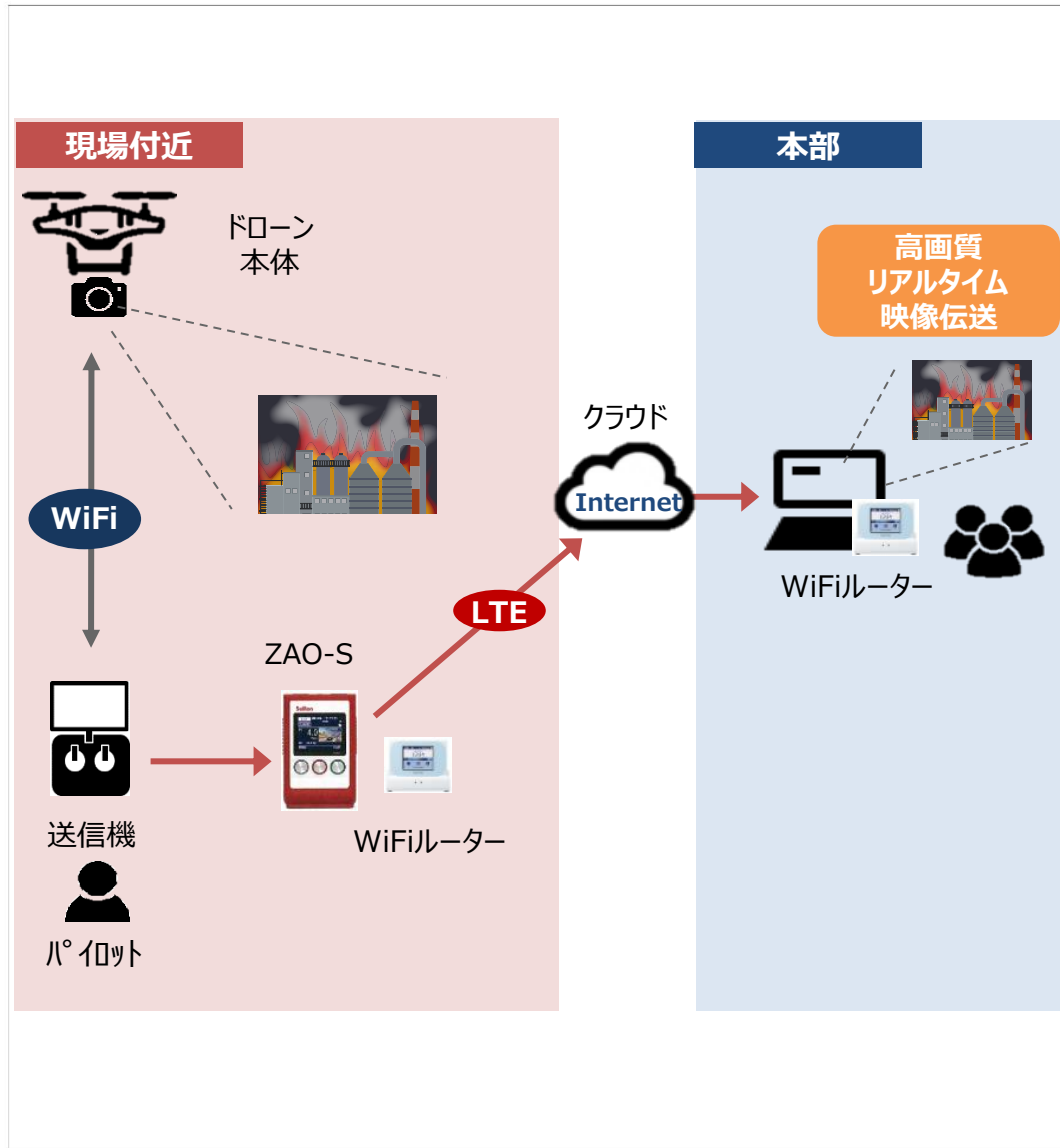 現場付近
本部
ドローン
本体
高画質
リアルタイム
映像伝送
クラウド
Internet
WiFi
LTE
WiFiルーター
ZAO-S
Soliton
送信機
WiFiルーター
パイロット